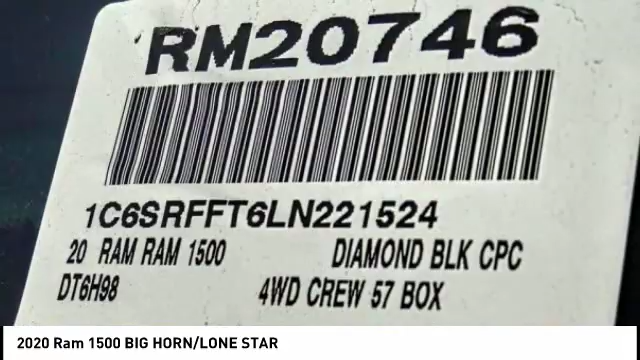 RM20746
1C6SRFFT6LN221524
20 RAM RAM 1500 DIAMOND BLK CPC
DT6H98 4WD CREW 57 BOX
2020 Ram 1500 BIG HORN/LONE STAR